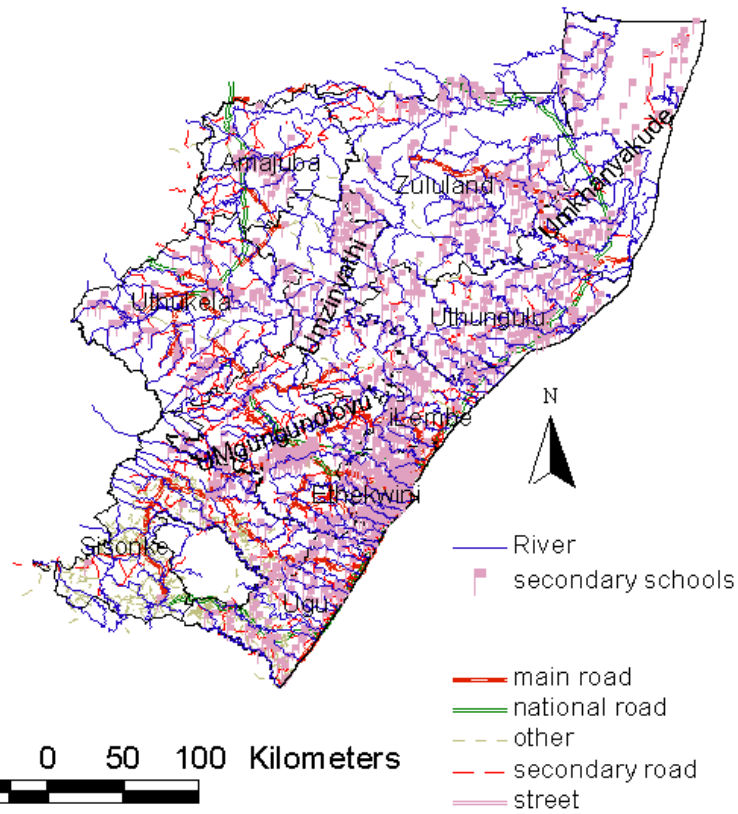 Amajuba
Zululand
Umkhanyakude
Uthukela
Umzinyathi
Uthungulu
uMgungundlovu
iLembe
Ethekwini
Sisonke
Ugu
N
River
secondary schools
main road
national road
other
secondary road
street
0 50 100 Kilometers